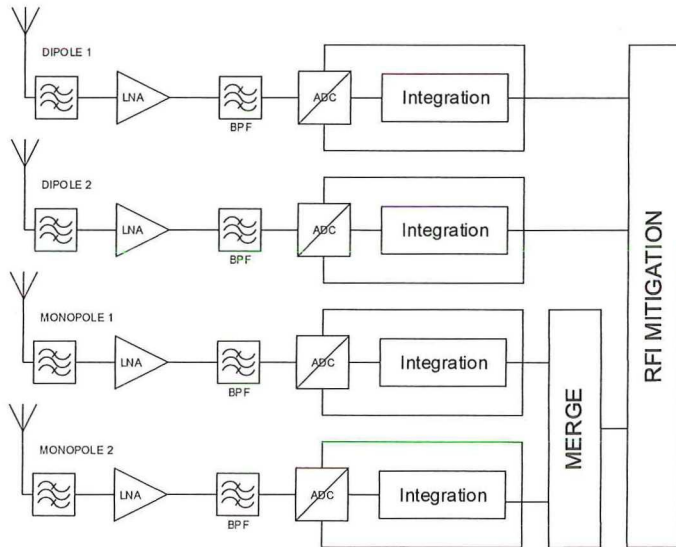 DIPOLE 1
LNA
BPF
ADC
Integration
DIPOLE 2
LNA
BPF
ADC
Integration
MONOPOLE 1
LNA
BPF
ADC
Integration
MONOPOLE 2
LNA
BPF
ADC
Integration
MERGE
RFI MITIGATION